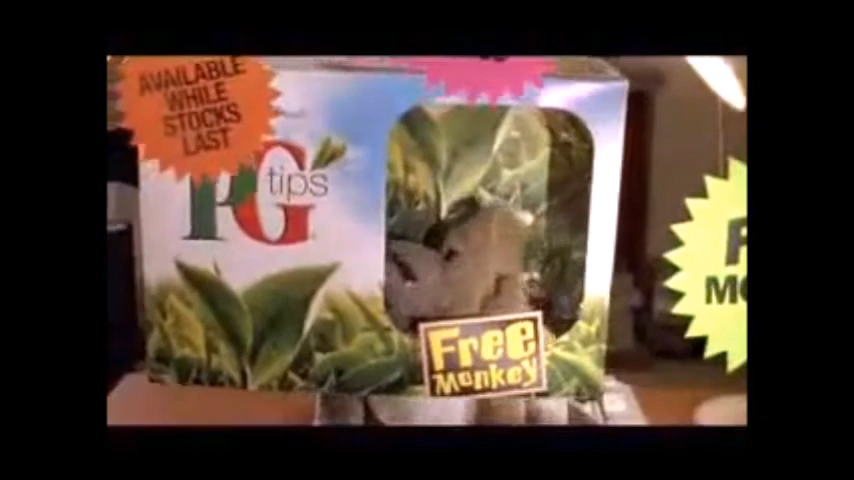 AVAILABLE
WHILE
STOCKS
LAST
PG tips
Free
Monkey